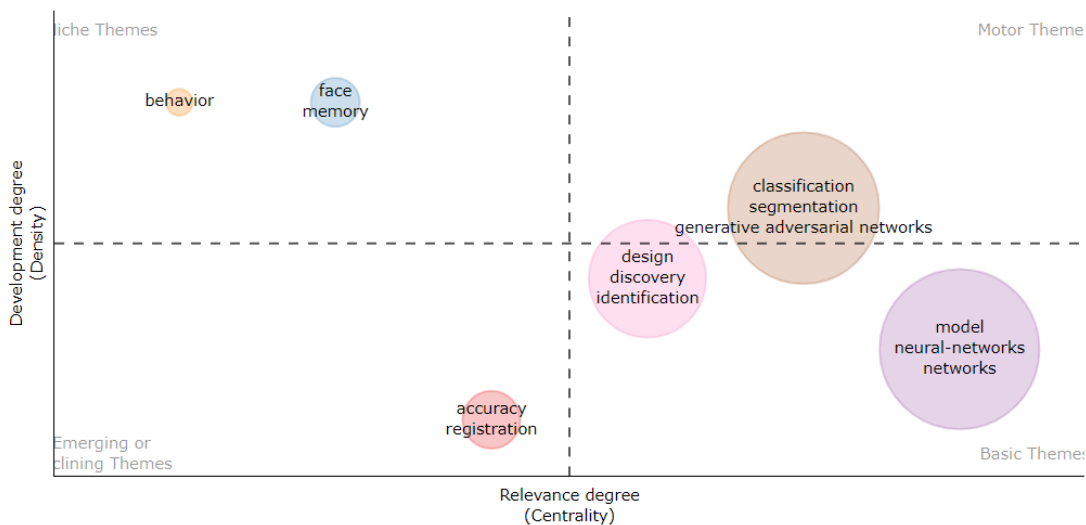 liche Themes
Motor Theme
behavior
face
memory
classification
segmentation
generative adversarial networks
design
discovery
identification
model
neural-networks
networks
accuracy
registration
Emerging or
clining Themes
Basic Themes
Development degree
(Density)
Relevance degree
(Centrality)